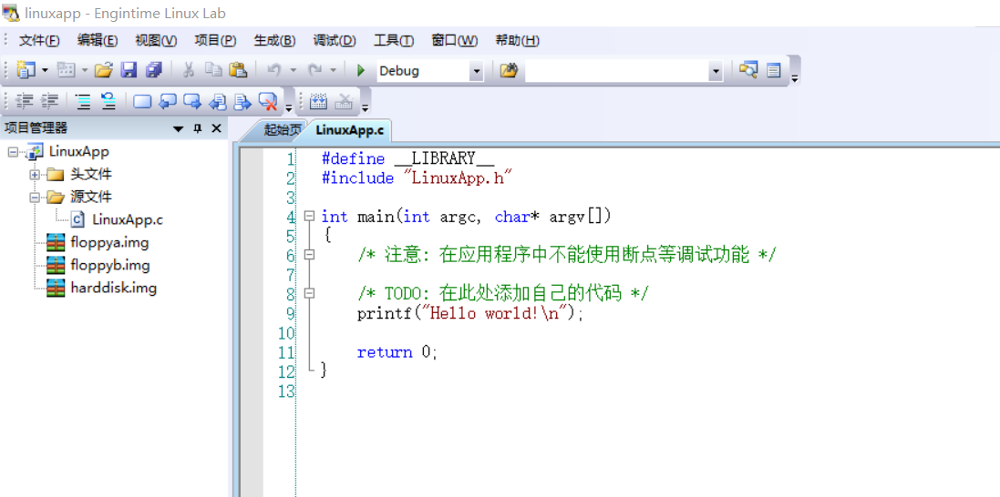 linuxapp - Engintime Linux Lab
文件(F) 编辑(E) 视图(V) 项目(P) 生成(B) 调试(D) 工具(T) 窗口(W) 帮助(H)
Debug
项目管理器
LinuxApp
头文件
源文件
LinuxApp.c
floppya.img
floppyb.img
harddisk.img
起始页 LinuxApp.c
1 #define __LIBRARY__
2 #include "LinuxApp.h"
3
4 int main(int argc, char* argv[])
5 {
6 /* 注意: 在应用程序中不能使用断点等调试功能 */
7
8 /* TODO: 在此处添加自己的代码 */
9 printf("Hello world!\n");
10
11 return 0;
12 }
13